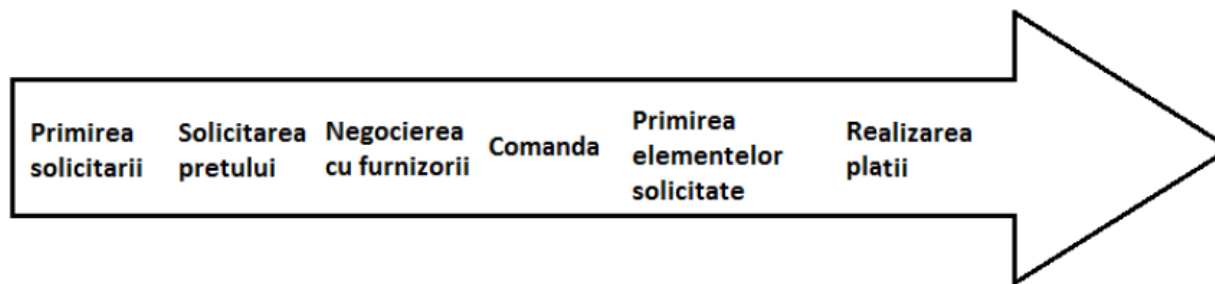 Primirea
solicitarii
Solicitarea
pretului
Negocierea
cu furnizorii
Comanda
Primirea
elementelor
solicitate
Realizarea
platii